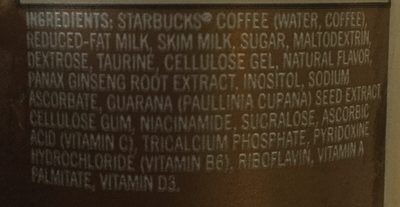 INGREDIENTS: STARBUCKS® COFFEE (WATER, COFFEE),
REDUCED-FAT MILK, SKIM MILK, SUGAR, MALTODEXTRIN,
DEXTROSE, TAURINE, CELLULOSE GEL, NATURAL FLAVOR,
PANAX GINSENG ROOT EXTRACT, INOSITOL, SODIUM
ASCORBATE, GUARANA (PAULLINIA CUPANA) SEED EXTRACT,
CELLULOSE GUM, NIACINAMIDE, SUCRALOSE, ASCORBIC
ACID (VITAMIN C), TRICALCIUM PHOSPHATE, PYRIDOXINE
HYDROCHLORIDE (VITAMIN B6), RIBOFLAVIN, VITAMIN A
PALMITATE, VITAMIN D3.